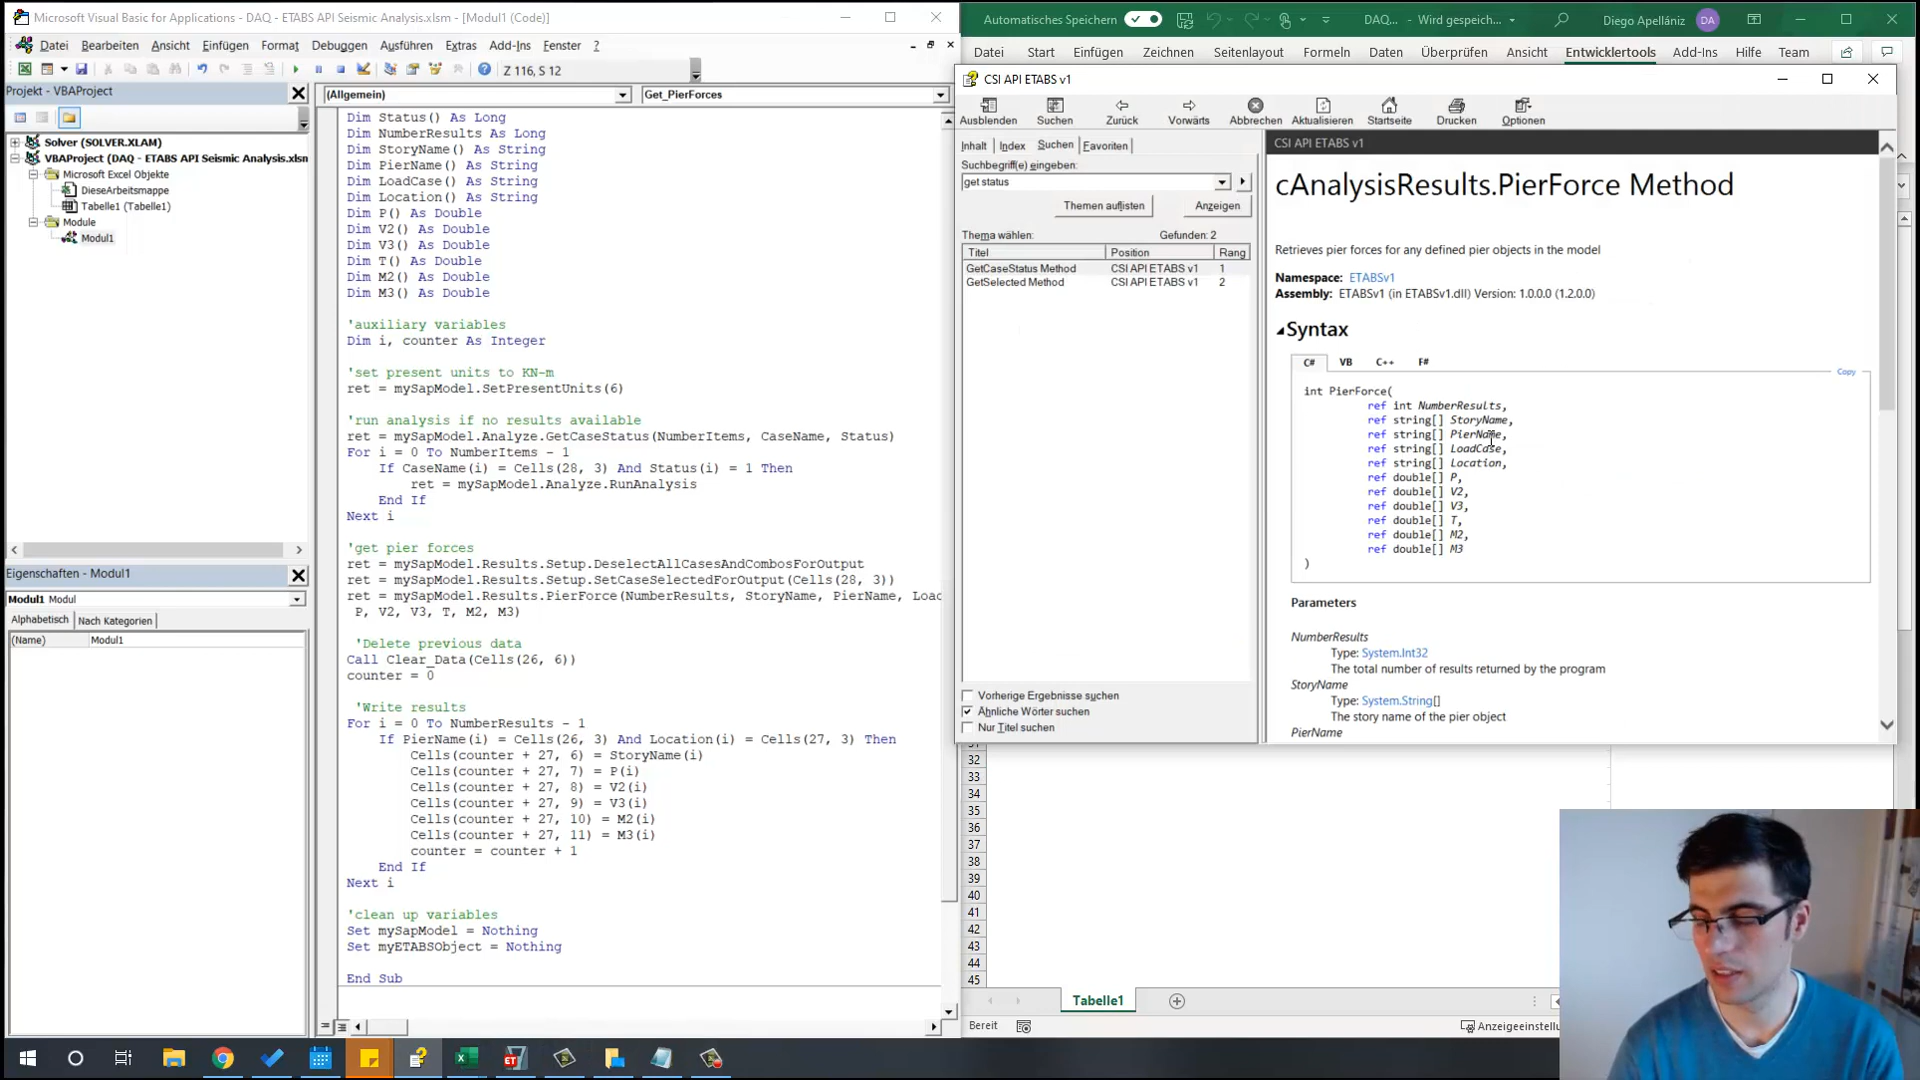 Microsoft Visual Basic for Applications - DAQ - ETABS API Seismic Analysis.xlsm - [Modul1 (Code)]
Datei Bearbeiten Ansicht Einfügen Format Debuggen Ausführen Extras Add-Ins Fenster ?
Z 116, S 12
Projekt - VBAProject
Solver (SOLVER.XLAM)
VBAProject (DAQ - ETABS API Seismic Analysis.xlsm
Microsoft Excel Objekte
DieseArbeitsmappe
Tabelle1 (Tabelle1)
Module
Modul1
Eigenschaften - Modul1
Modul1 Modul
Alphabetisch Nach Kategorien
(Name) Modul1
(Allgemein) Get_PierForces
Dim Status() As Long
Dim NumberResults As Long
Dim StoryName() As String
Dim PierName() As String
Dim LoadCase() As String
Dim Location() As String
Dim P() As Double
Dim V2() As Double
Dim V3() As Double
Dim T() As Double
Dim M2() As Double
Dim M3() As Double
'auxiliary variables
Dim i, counter As Integer
'set present units to KN-m
ret = mySapModel.SetPresentUnits(6)
'run analysis if no results available
ret = mySapModel.Analyze.GetCaseStatus(NumberItems, CaseName, Status)
For i = 0 To NumberItems - 1
If CaseName(i) = Cells(28, 3) And Status(i) = 1 Then
ret = mySapModel.Analyze.RunAnalysis
End If
Next i
'get pier forces
ret = mySapModel.Results.Setup.DeselectAllCasesAndCombosForOutput
ret = mySapModel.Results.Setup.SetCaseSelectedForOutput(Cells(28, 3))
ret = mySapModel.Results.PierForce(NumberResults, StoryName, PierName, Loa
P, V2, V3, T, M2, M3)
'Delete previous data
Call Clear_Data(Cells(26, 6))
counter = 0
'Write results
For i = 0 To NumberResults - 1
If PierName(i) = Cells(26, 3) And Location(i) = Cells(27, 3) Then
Cells(counter + 27, 6) = StoryName(i)
Cells(counter + 27, 7) = P(i)
Cells(counter + 27, 8) = V2(i)
Cells(counter + 27, 9) = V3(i)
Cells(counter + 27, 10) = M2(i)
Cells(counter + 27, 11) = M3(i)
counter = counter + 1
End If
Next i
'clean up variables
Set mySapModel = Nothing
Set myETABSObject = Nothing
End Sub
Automatisches Speichern DAQ... - Wird gespeich... Diego Apellániz DA
Datei Start Einfügen Zeichnen Seitenlayout Formeln Daten Überprüfen Ansicht Entwicklertools Add-Ins Hilfe Team
CSI API ETABS v1
Ausblenden Suchen Zurück Vorwärts Abbrechen Aktualisieren Startseite Drucken Optionen
Inhalt Index Suchen Favoriten
Suchbegriff(e) eingeben:
get status
Themen auflisten Anzeigen
Thema wählen: Gefunden: 2
Titel Position Rang
GetCaseStatus Method CSI API ETABS v1 1
GetSelected Method CSI API ETABS v1 2
Vorherige Ergebnisse suchen
Ähnliche Wörter suchen
Nur Titel suchen
CSI API ETABS v1
cAnalysisResults.PierForce Method
Retrieves pier forces for any defined pier objects in the model
Namespace: ETABSv1
Assembly: ETABSv1 (in ETABSv1.dll) Version: 1.0.0.0 (1.2.0.0)
Syntax
C# VB C++ F#
Copy
int PierForce(
ref int NumberResults,
ref string[] StoryName,
ref string[] PierName,
ref string[] LoadCase,
ref string[] Location,
ref double[] P,
ref double[] V2,
ref double[] V3,
ref double[] T,
ref double[] M2,
ref double[] M3
)
Parameters
NumberResults
Type: System.Int32
The total number of results returned by the program
StoryName
Type: System.String[]
The story name of the pier object
PierName
32
33
34
35
36
37
38
39
40
41
42
43
44
45
Tabelle1
Bereit Anzeigeeinstellu
ET